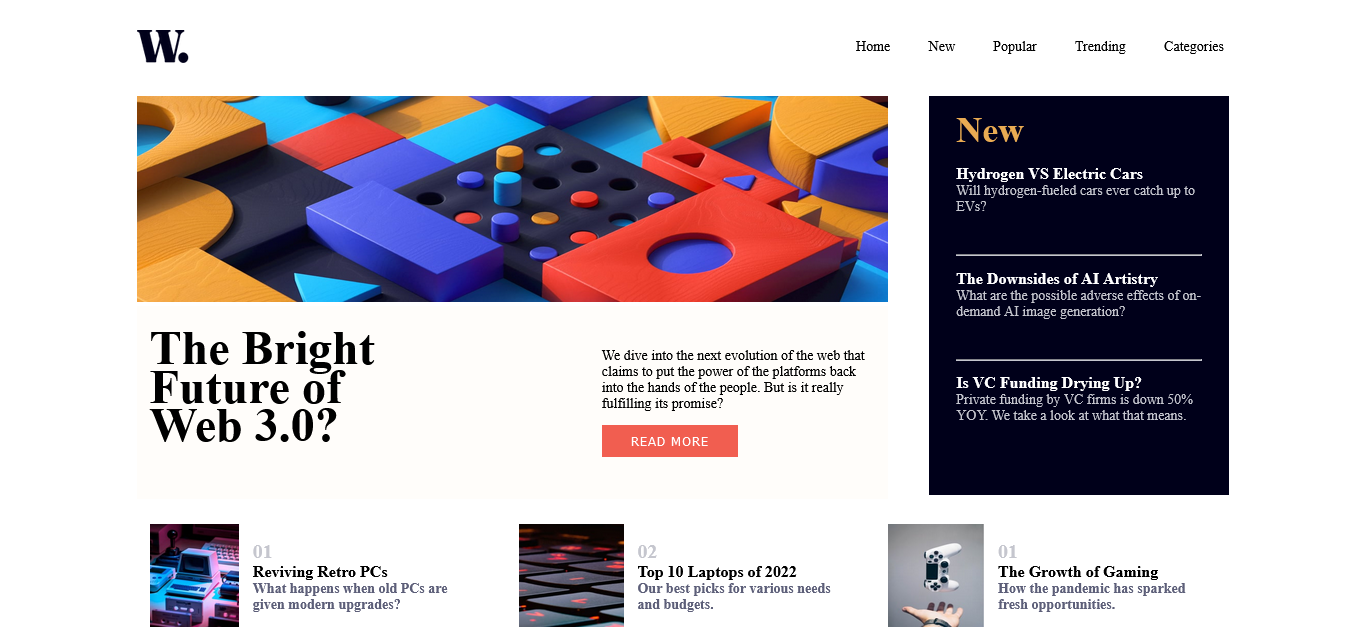 W.
Home New Popular Trending Categories
The Bright
Future of
Web 3.0?
We dive into the next evolution of the web that
claims to put the power of the platforms back
into the hands of the people. But is it really
fulfilling its promise?
READ MORE
New
Hydrogen VS Electric Cars
Will hydrogen-fueled cars ever catch up to
EVs?
The Downsides of AI Artistry
What are the possible adverse effects of on-
demand AI image generation?
Is VC Funding Drying Up?
Private funding by VC firms is down 50%
YOY. We take a look at what that means.
01
Reviving Retro PCs
What happens when old PCs are
given modern upgrades?
02
Top 10 Laptops of 2022
Our best picks for various needs
and budgets.
01
The Growth of Gaming
How the pandemic has sparked
fresh opportunities.